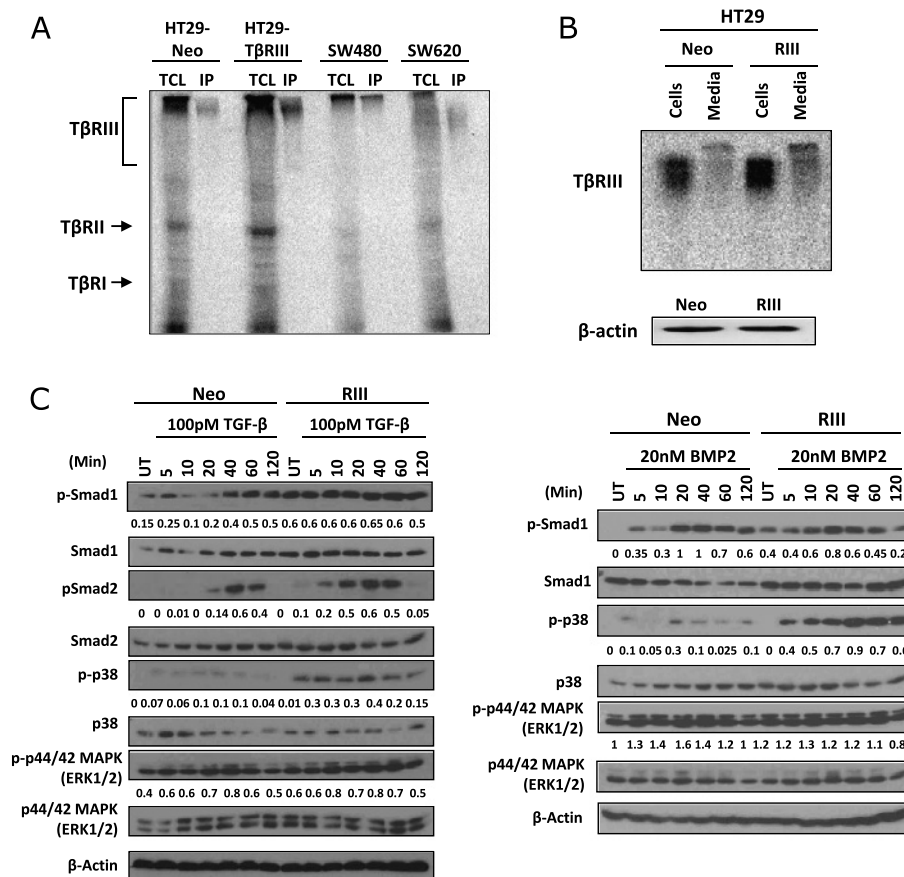 A
HT29-
Neo
HT29-
TβRIII
SW480
SW620
TCL IP TCL IP TCL IP TCL IP
TβRIII
TβRII
TβRI
B
HT29
Neo RIII
Cells Media Cells Media
TβRIII
Neo RIII
β-actin
C
Neo RIII
100pM TGF-β 100pM TGF-β
(Min) UT 5 10 20 40 60 120 UT 5 10 20 40 60 120
p-Smad1
0.15 0.25 0.1 0.2 0.4 0.5 0.5 0.6 0.6 0.6 0.6 0.65 0.6 0.5
Smad1
pSmad2
0 0 0.01 0 0.14 0.6 0.4 0 0.1 0.2 0.5 0.6 0.5 0.05
Smad2
p-p38
0 0.07 0.06 0.1 0.1 0.1 0.04 0.01 0.3 0.3 0.3 0.4 0.2 0.15
p38
p-p44/42 MAPK
(ERK1/2)
0.4 0.6 0.6 0.7 0.8 0.6 0.5 0.6 0.8 0.7 0.8 0.7 0.5
p44/42 MAPK
(ERK1/2)
β-Actin
Neo RIII
20nM BMP2 20nM BMP2
(Min) UT 5 10 20 40 60 120 UT 5 10 20 40 60 120
p-Smad1
0 0.35 0.3 1 1 0.7 0.6 0.4 0.4 0.6 0.8 0.6 0.45 0.2
Smad1
p-p38
0 0.1 0.05 0.3 0.1 0.025 0.1 0 0.4 0.5 0.7 0.9 0.7 0.6
p38
p-p44/42 MAPK
(ERK1/2)
1 1.3 1.4 1.6 1.4 1.2 1 1.2 1.2 1.3 1.2 1.2 1.1 0.8
p44/42 MAPK
(ERK1/2)
β-Actin